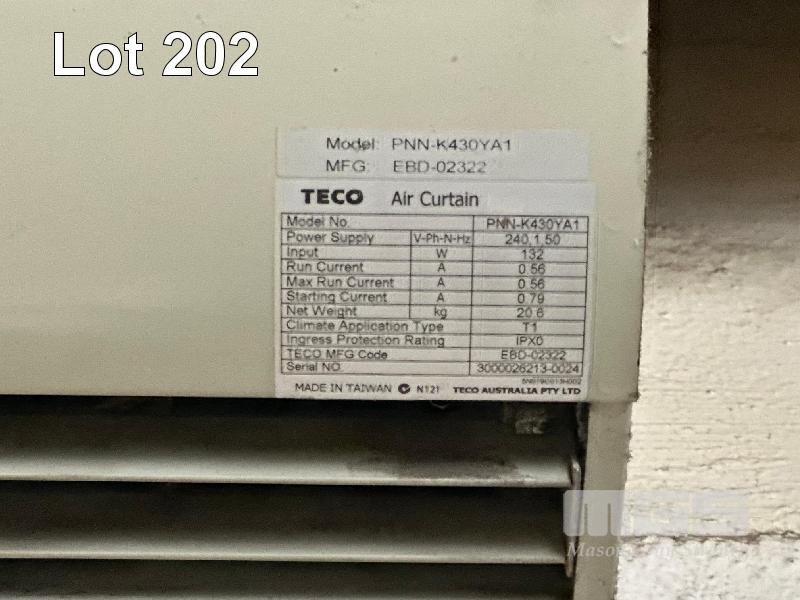 Lot 202
Model: PNN-K430YA1
MFG: EBD-02322
TECO Air Curtain
Model No. PNN-K430YA1
Power Supply V-Ph-N-Hz 240,1,50
Input W 132
Run Current A 0.56
Max Run Current A 0.56
Starting Current A 0.79
Net Weight kg 20.6
Climate Application Type T1
Ingress Protection Rating IPX0
TECO MFG Code EBD-02322
Serial NO. 3000026213-0024
MADE IN TAIWAN N121 TECO AUSTRALIA PTY LTD
MGS